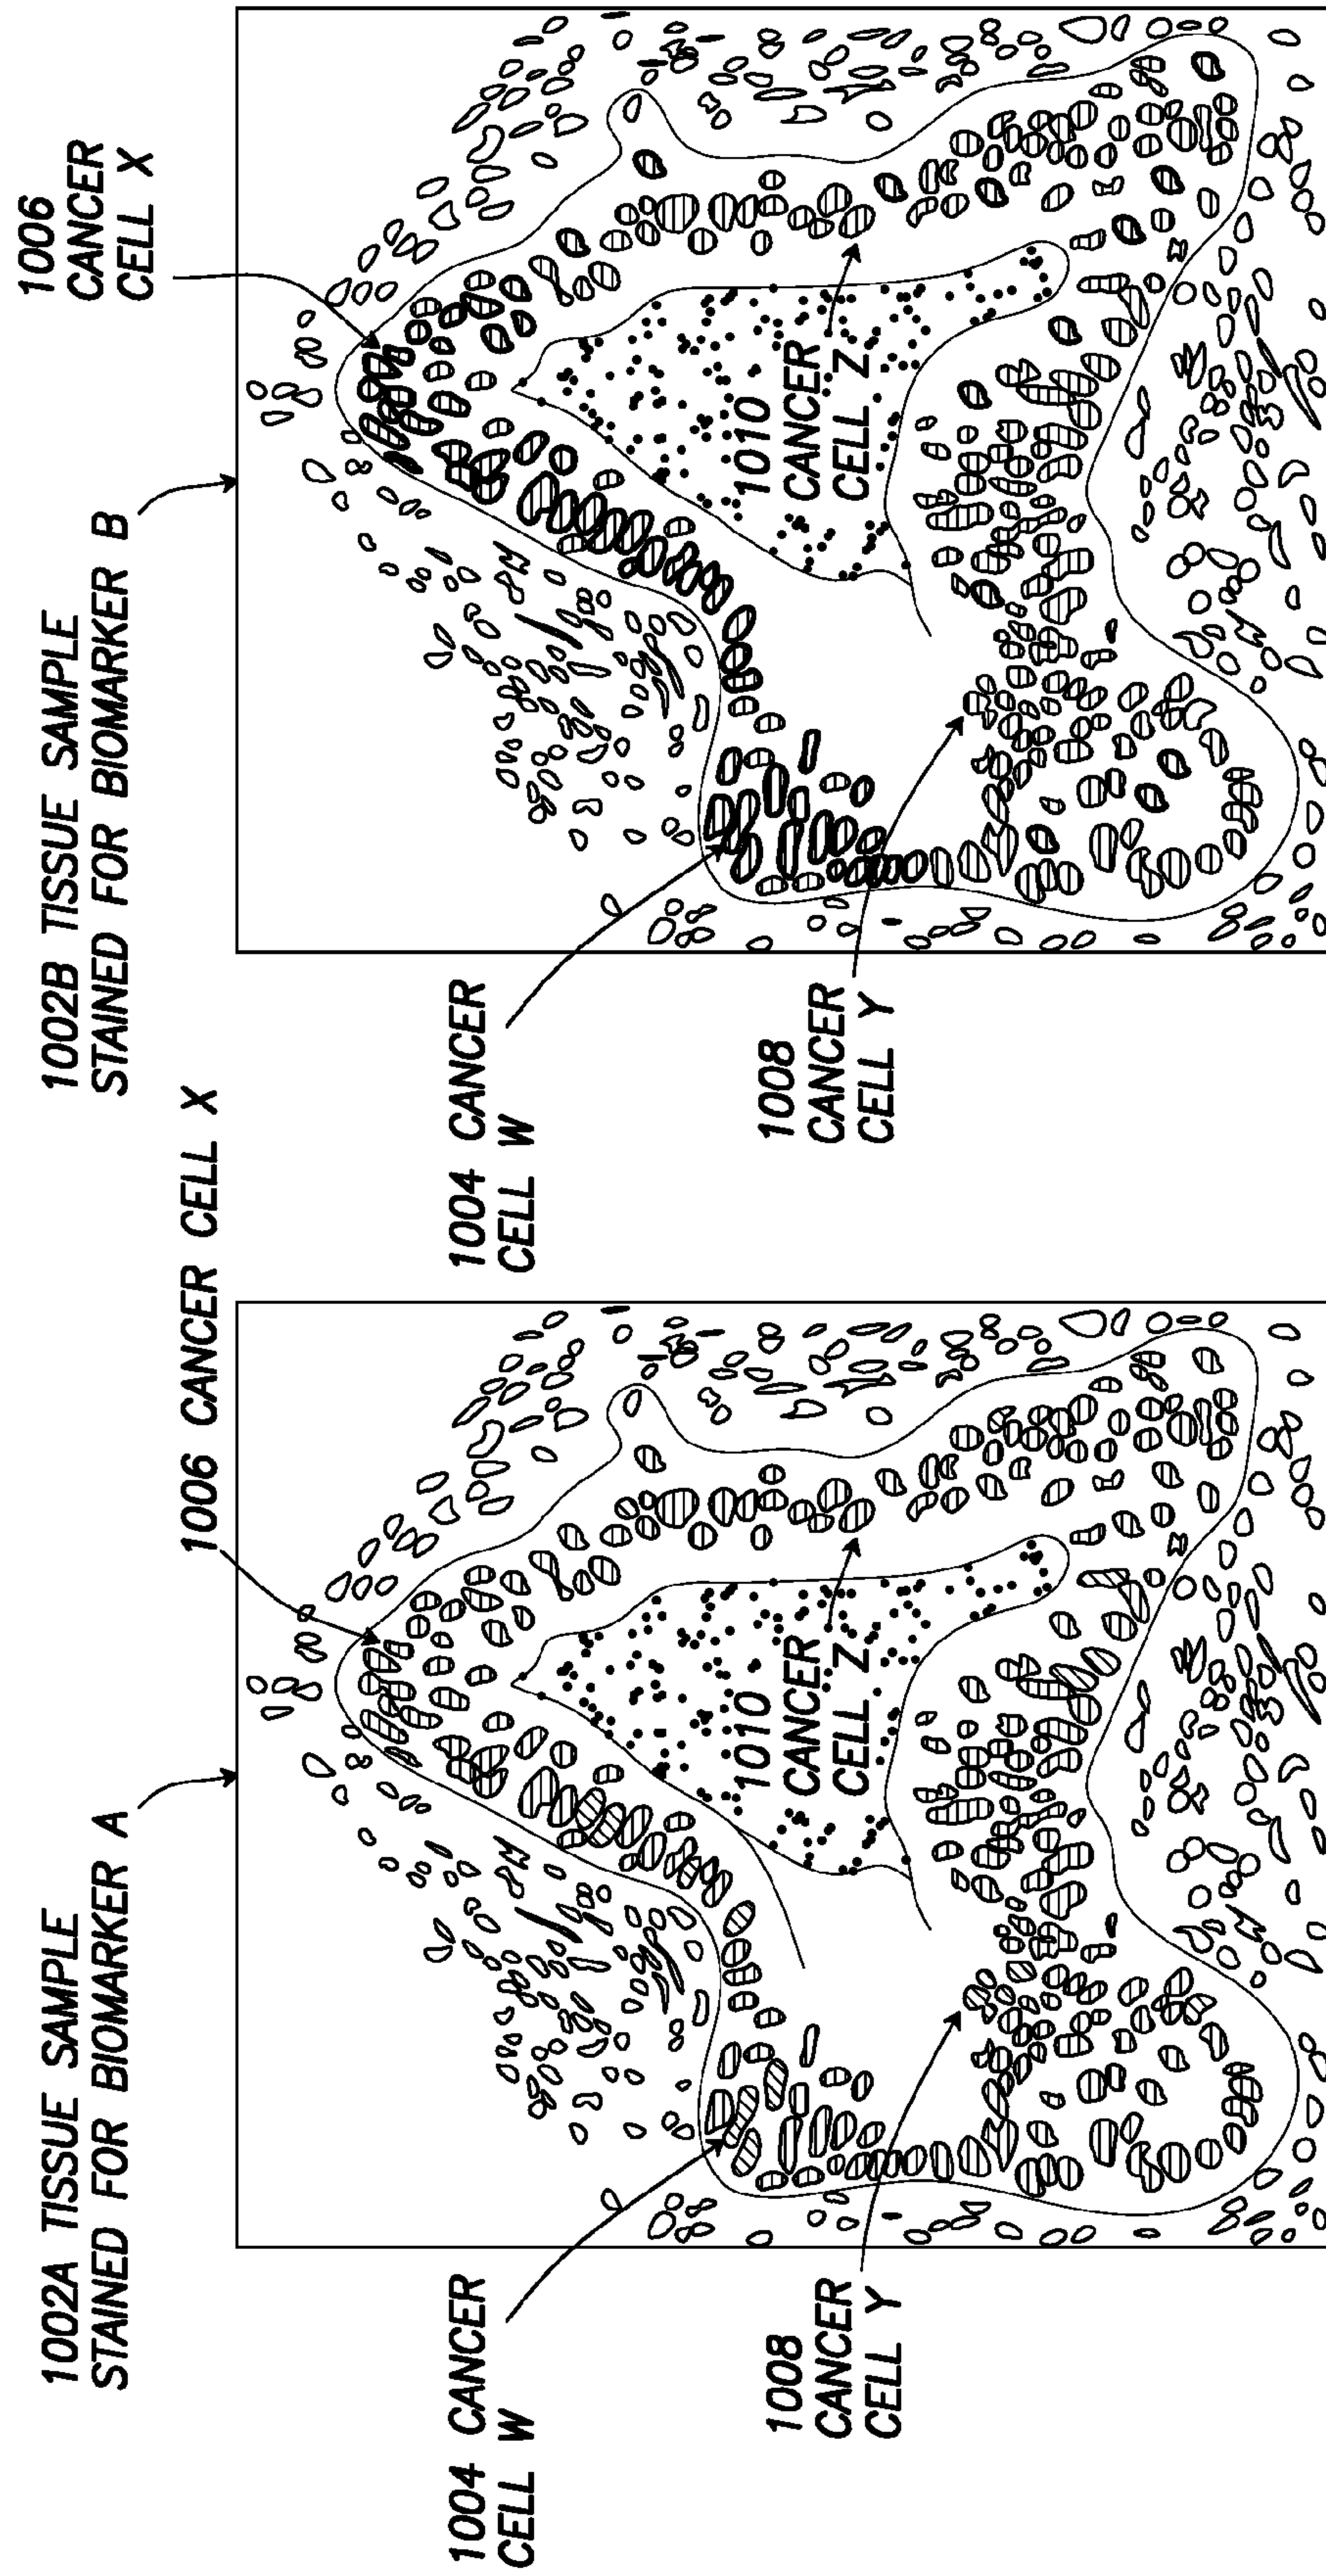 1002A TISSUE SAMPLE
STAINED FOR BIOMARKER A
1006 CANCER CELL X
1004 CANCER
CELL W
1008
CANCER
CELL Y
1010
CANCER
CELL Z
1002B TISSUE SAMPLE
STAINED FOR BIOMARKER B
1006
CANCER
CELL X
1004 CANCER
CELL W
1008
CANCER
CELL Y
1010
CANCER
CELL Z